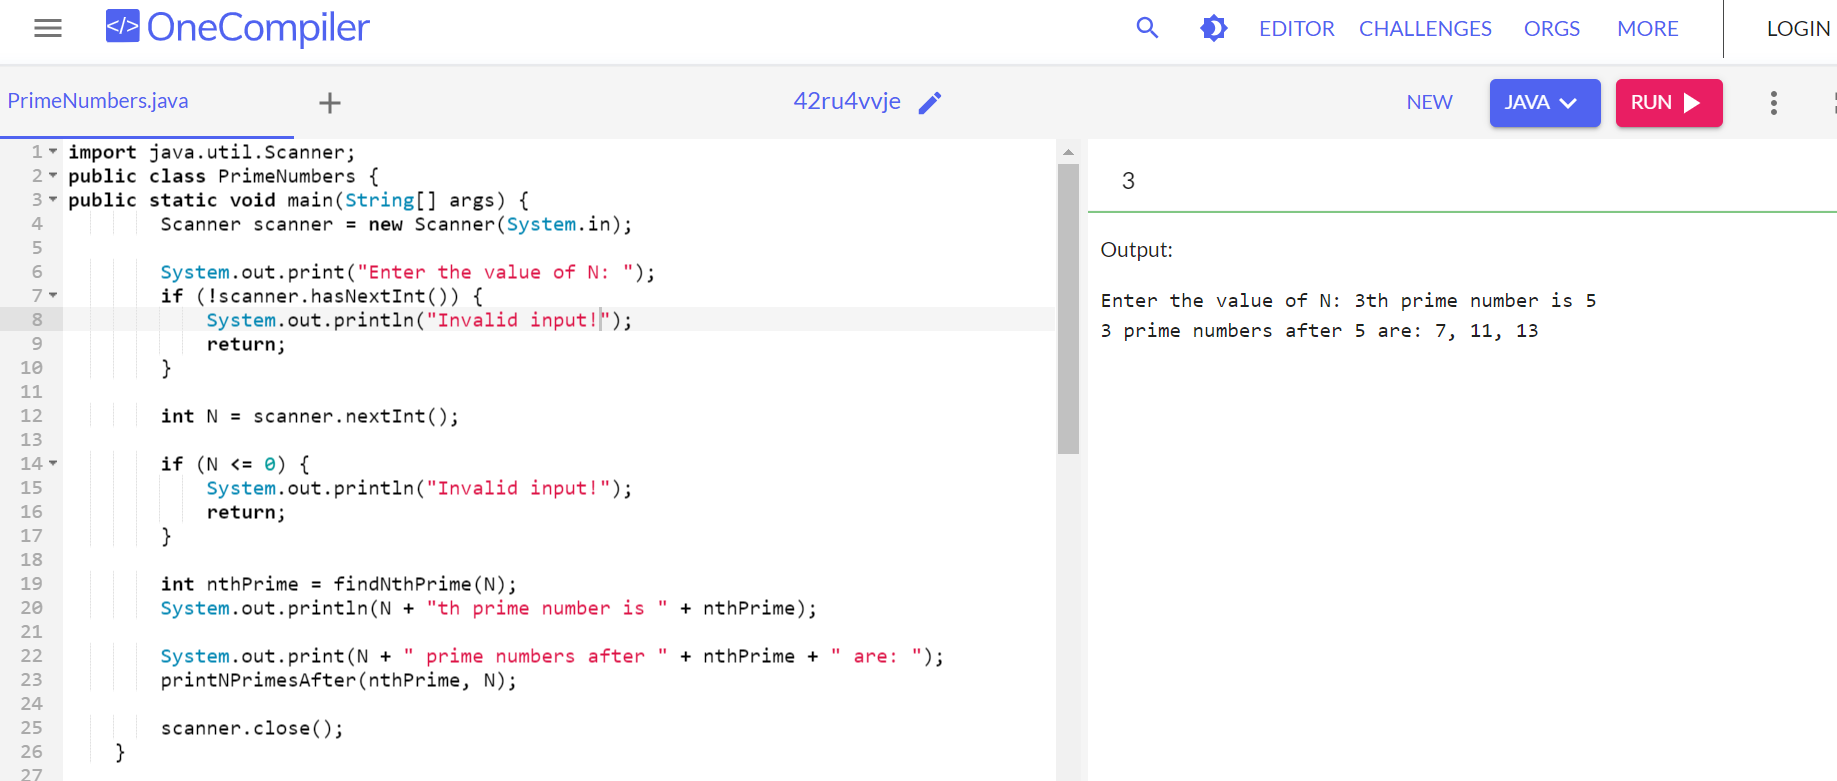 </> OneCompiler
EDITOR CHALLENGES ORGS MORE LOGIN
PrimeNumbers.java + 42ru4vvje NEW JAVA RUN
1 import java.util.Scanner;
2 public class PrimeNumbers {
3 public static void main(String[] args) {
4 Scanner scanner = new Scanner(System.in);
5
6 System.out.print("Enter the value of N: ");
7 if (!scanner.hasNextInt()) {
8 System.out.println("Invalid input!");
9 return;
10 }
11
12 int N = scanner.nextInt();
13
14 if (N <= 0) {
15 System.out.println("Invalid input!");
16 return;
17 }
18
19 int nthPrime = findNthPrime(N);
20 System.out.println(N + "th prime number is " + nthPrime);
21
22 System.out.print(N + " prime numbers after " + nthPrime + " are: ");
23 printNPrimesAfter(nthPrime, N);
24
25 scanner.close();
26 }
27
3
Output:
Enter the value of N: 3th prime number is 5
3 prime numbers after 5 are: 7, 11, 13